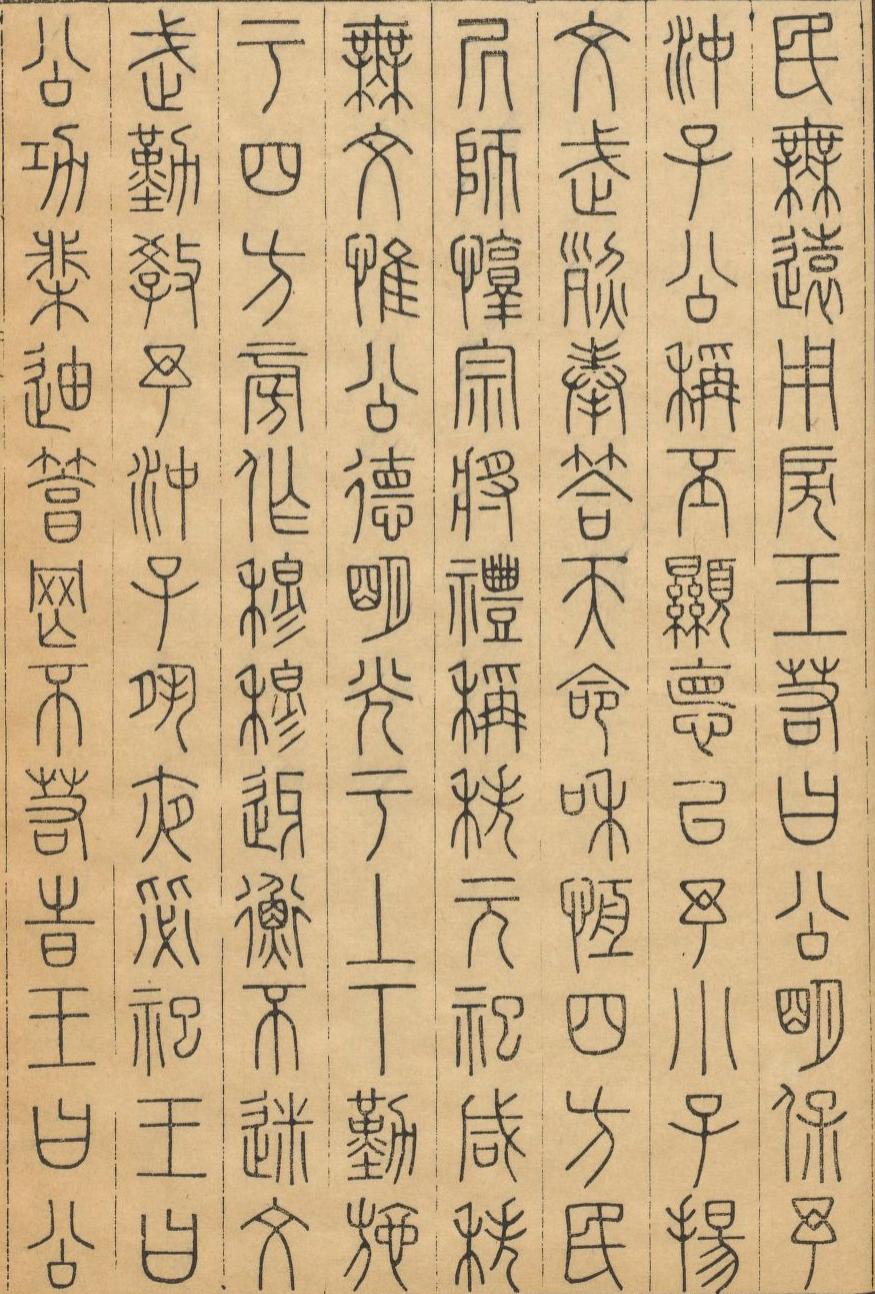 民無遠用戾王若曰公明保予
沖子公稱丕顯悳以予小子揚
文武烈奉答天命和恆四方民
凥師惇宗將禮稱秩元祀咸秩
無文惟公德明光于上下勤施
于四方旁作穆穆迓衡不迷文
武勤教予沖子夙夜毖祀王曰
公功棐迪篤罔不若時王曰公